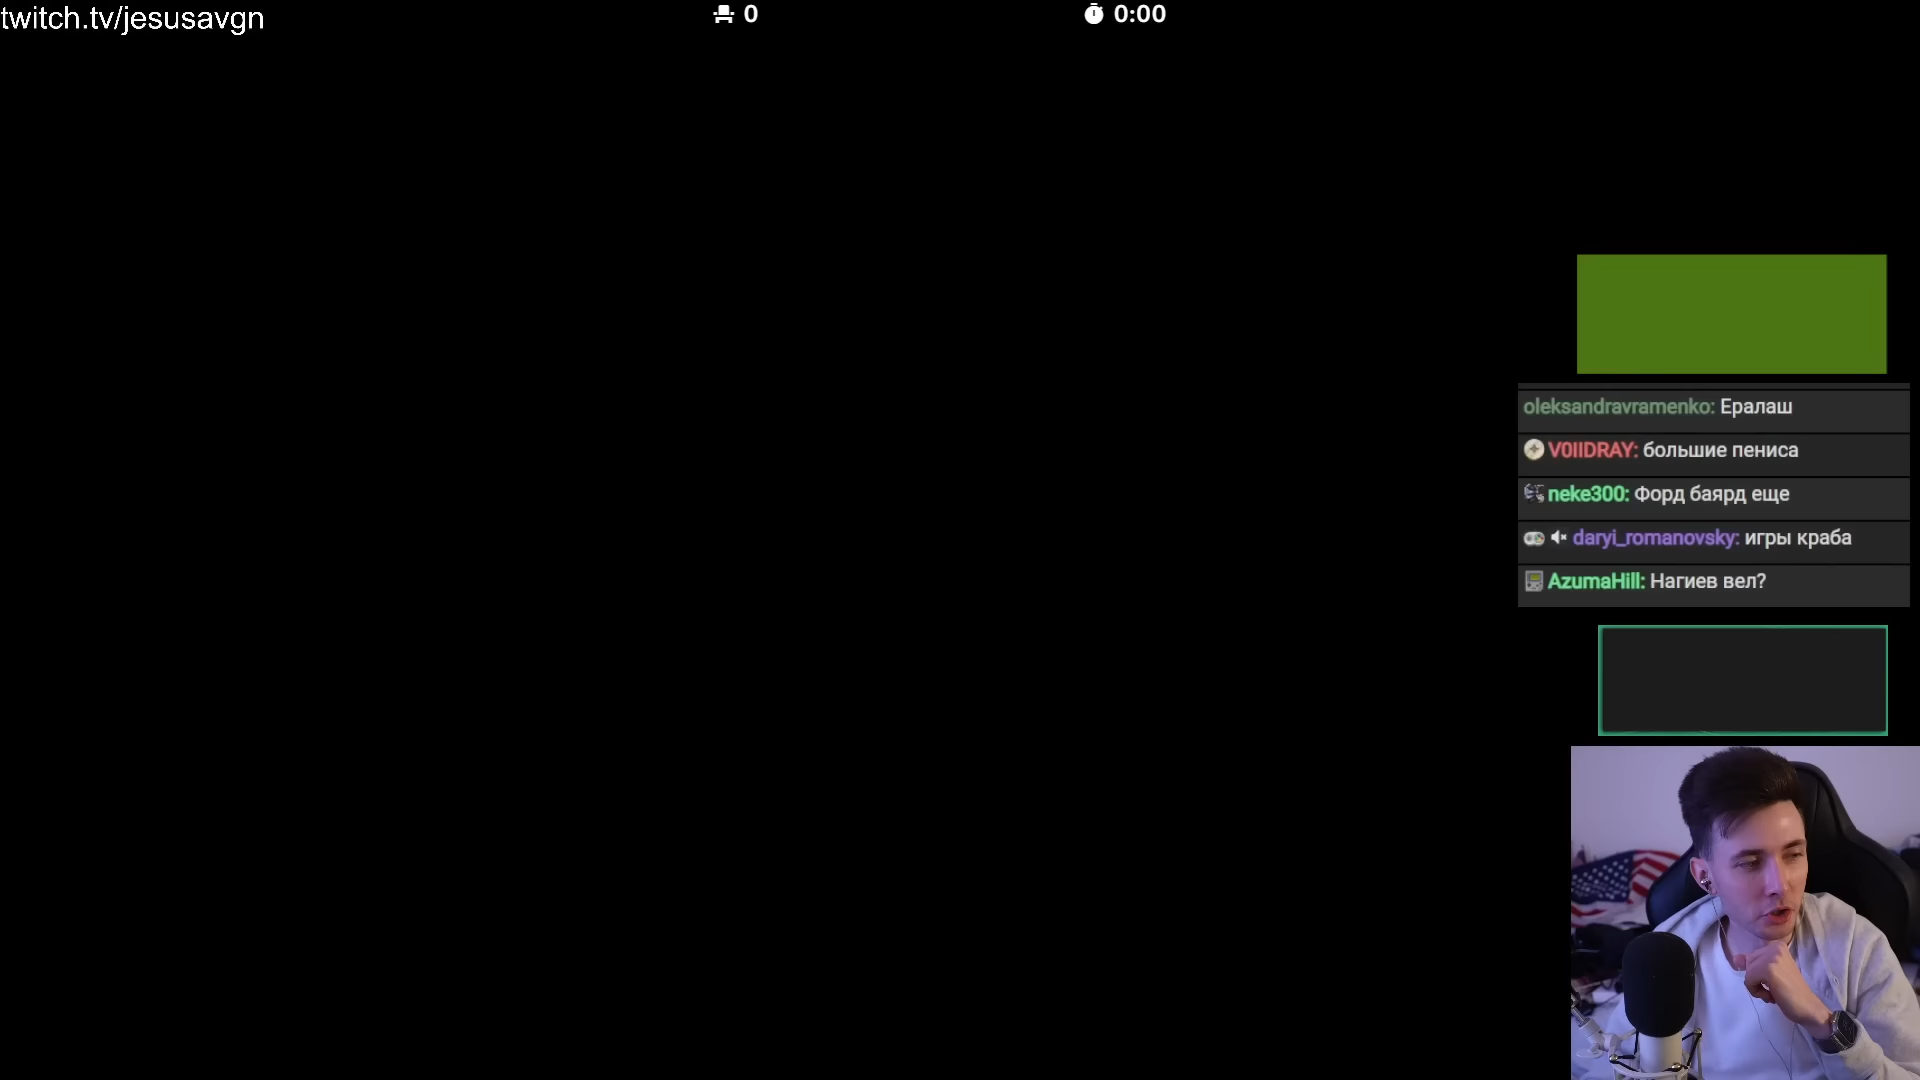 twitch.tv/jesusavgn
0
0:00
oleksandravramenko: Ералаш
V0IIDRAY: большие пениса
neke300: Форд баярд еще
daryi_romanovsky: игры краба
AzumaHill: Нагиев вел?